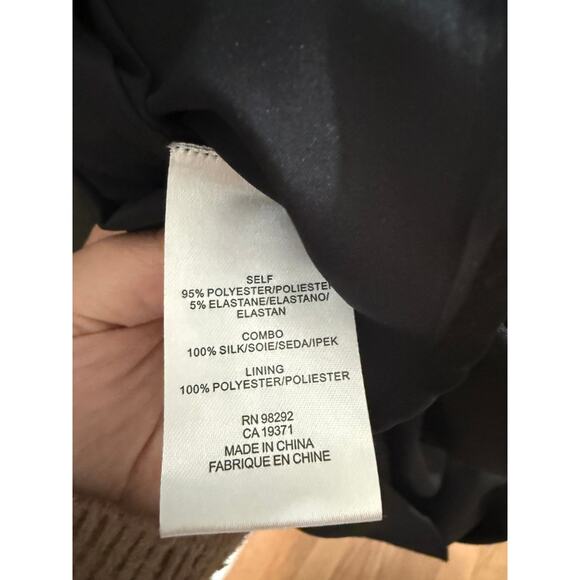 SELF
95% POLYESTER/POLIESTER
5% ELASTANE/ELASTANO/
ELASTAN
COMBO
100% SILK/SOIE/SEDA/IPEK
LINING
100% POLYESTER/POLIESTER
RN 98292
CA 19371
MADE IN CHINA
FABRIQUE EN CHINE